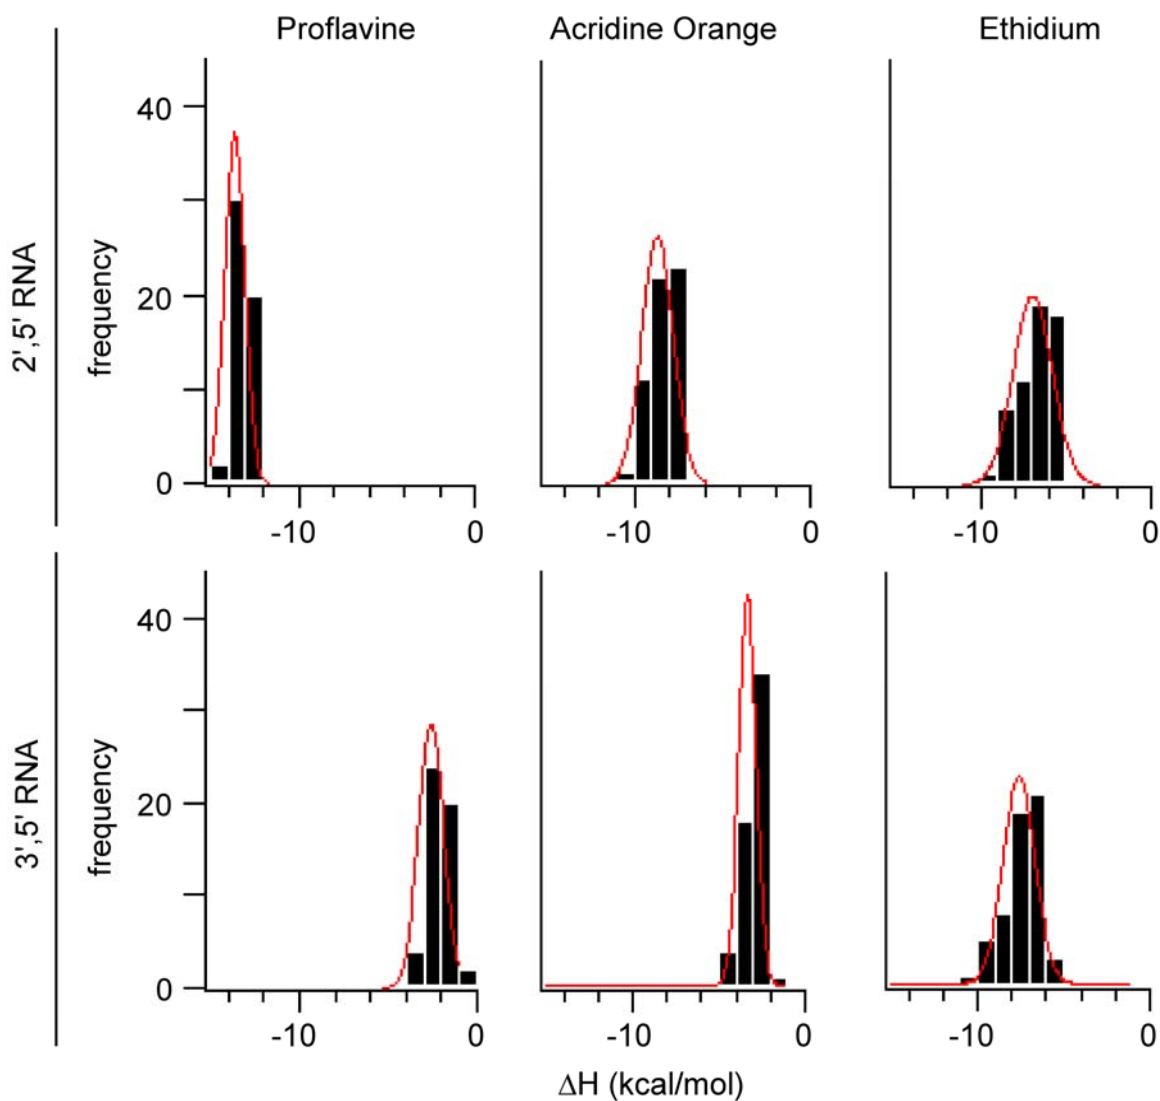 Proflavine Acridine Orange Ethidium
2',5' RNA
frequency
40
20
0
-10 0 -10 0 -10 0
3',5' RNA
frequency
40
20
0
-10 0 -10 0 -10 0
ΔH (kcal/mol)